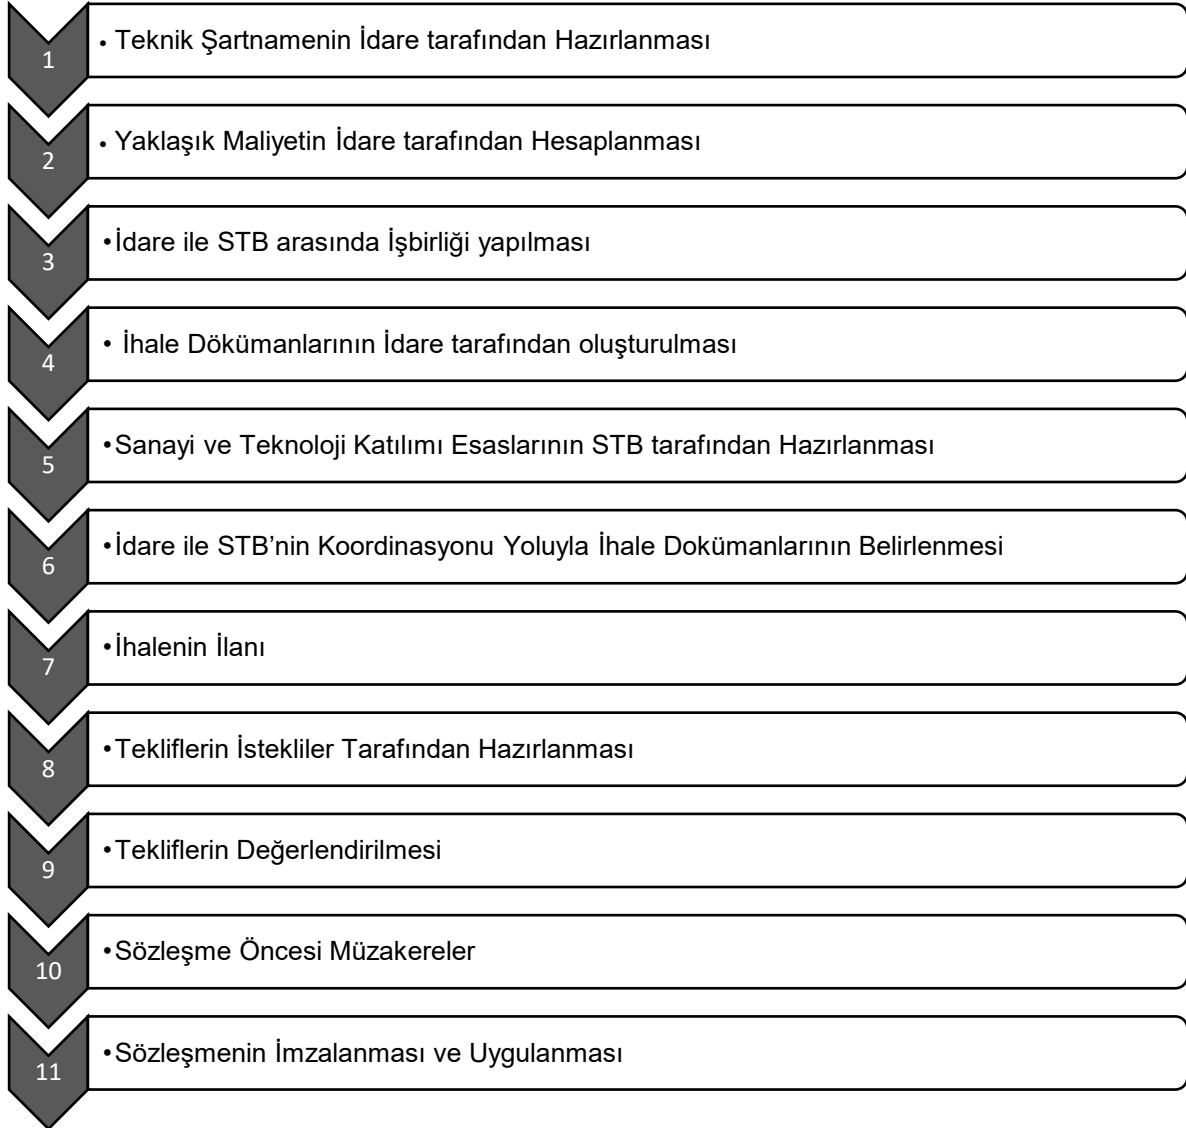 1
• Teknik Şartnamenin İdare tarafından Hazırlanması
2
• Yaklaşık Maliyetin İdare tarafından Hesaplanması
3
•İdare ile STB arasında İşbirliği yapılması
4
• İhale Dökümanlarının İdare tarafından oluşturulması
5
•Sanayi ve Teknoloji Katılımı Esaslarının STB tarafından Hazırlanması
6
•İdare ile STB’nin Koordinasyonu Yoluyla İhale Dokümanlarının Belirlenmesi
7
•İhalenin İlanı
8
•Tekliflerin İstekliler Tarafından Hazırlanması
9
•Tekliflerin Değerlendirilmesi
10
•Sözleşme Öncesi Müzakereler
11
•Sözleşmenin İmzalanması ve Uygulanması